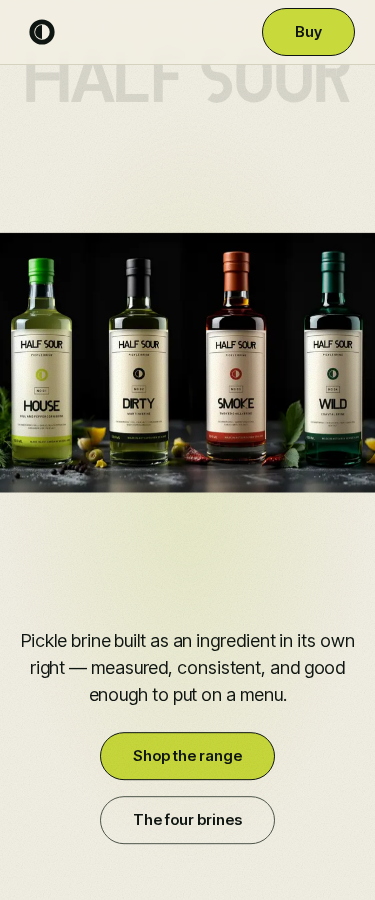 Buy
HALF SOUR
HALF SOUR
HOUSE
HALF SOUR
DIRTY
HALF SOUR
SMOKE
HALF SOUR
WILD
Pickle brine built as an ingredient in its own
right — measured, consistent, and good
enough to put on a menu.
Shop the range
The four brines